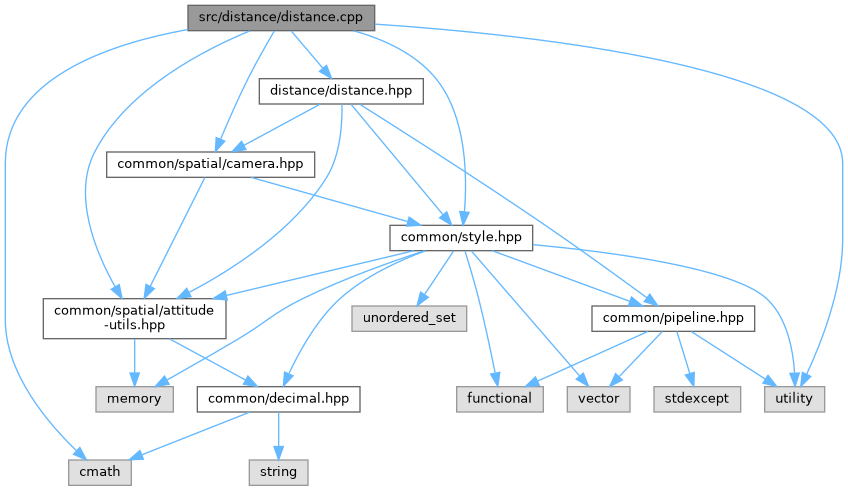 src/distance/distance.cpp
distance/distance.hpp
common/spatial/camera.hpp
common/style.hpp
common/spatial/attitude
-utils.hpp
unordered_set
common/pipeline.hpp
memory
common/decimal.hpp
functional
vector
stdexcept
utility
cmath
string